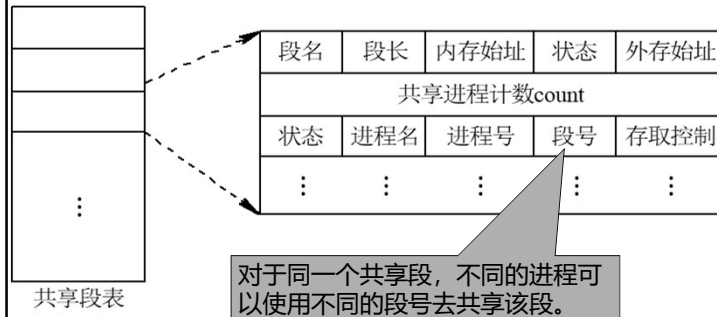 段名 段长 内存始址 状态 外存始址
共享进程计数count
状态 进程名 进程号 段号 存取控制
⋮ ⋮ ⋮ ⋮ ⋮
⋮
共享段表
对于同一个共享段，不同的进程可
以使用不同的段号去共享该段。